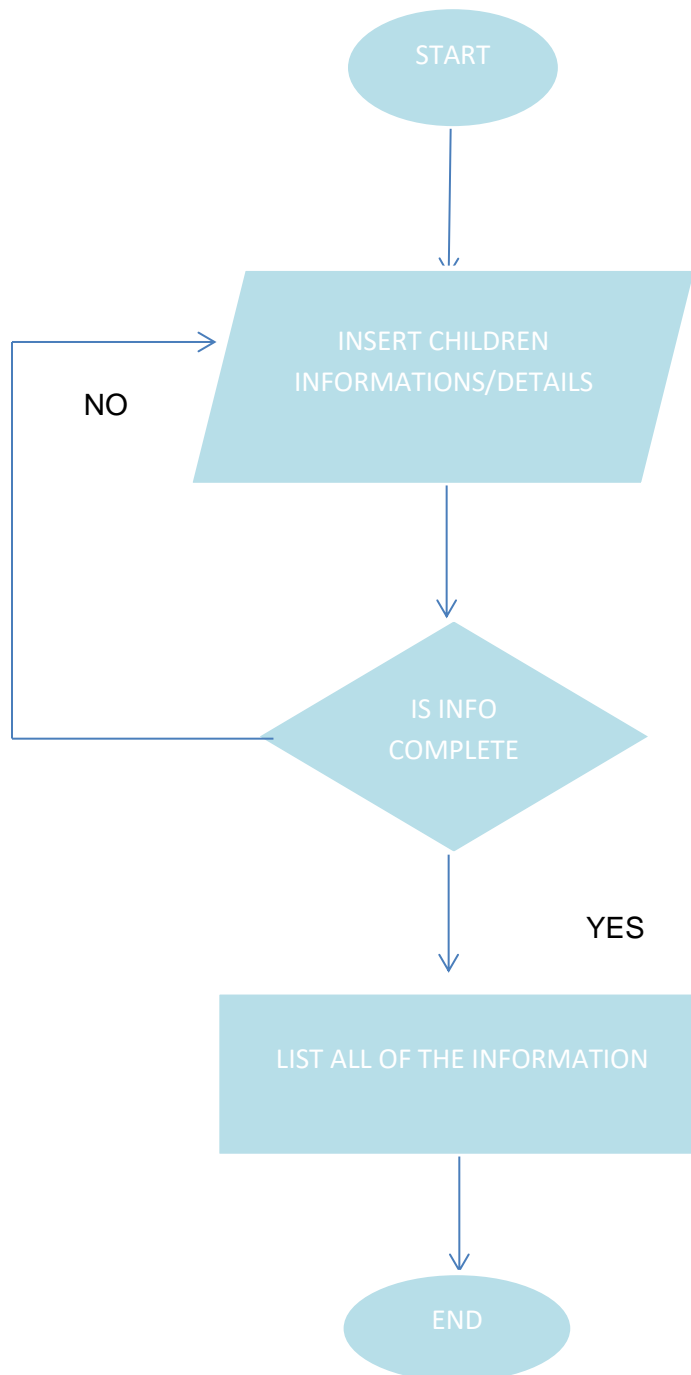 START
INSERT CHILDREN
INFORMATIONS/DETAILS
NO
IS INFO
COMPLETE
YES
LIST ALL OF THE INFORMATION
END